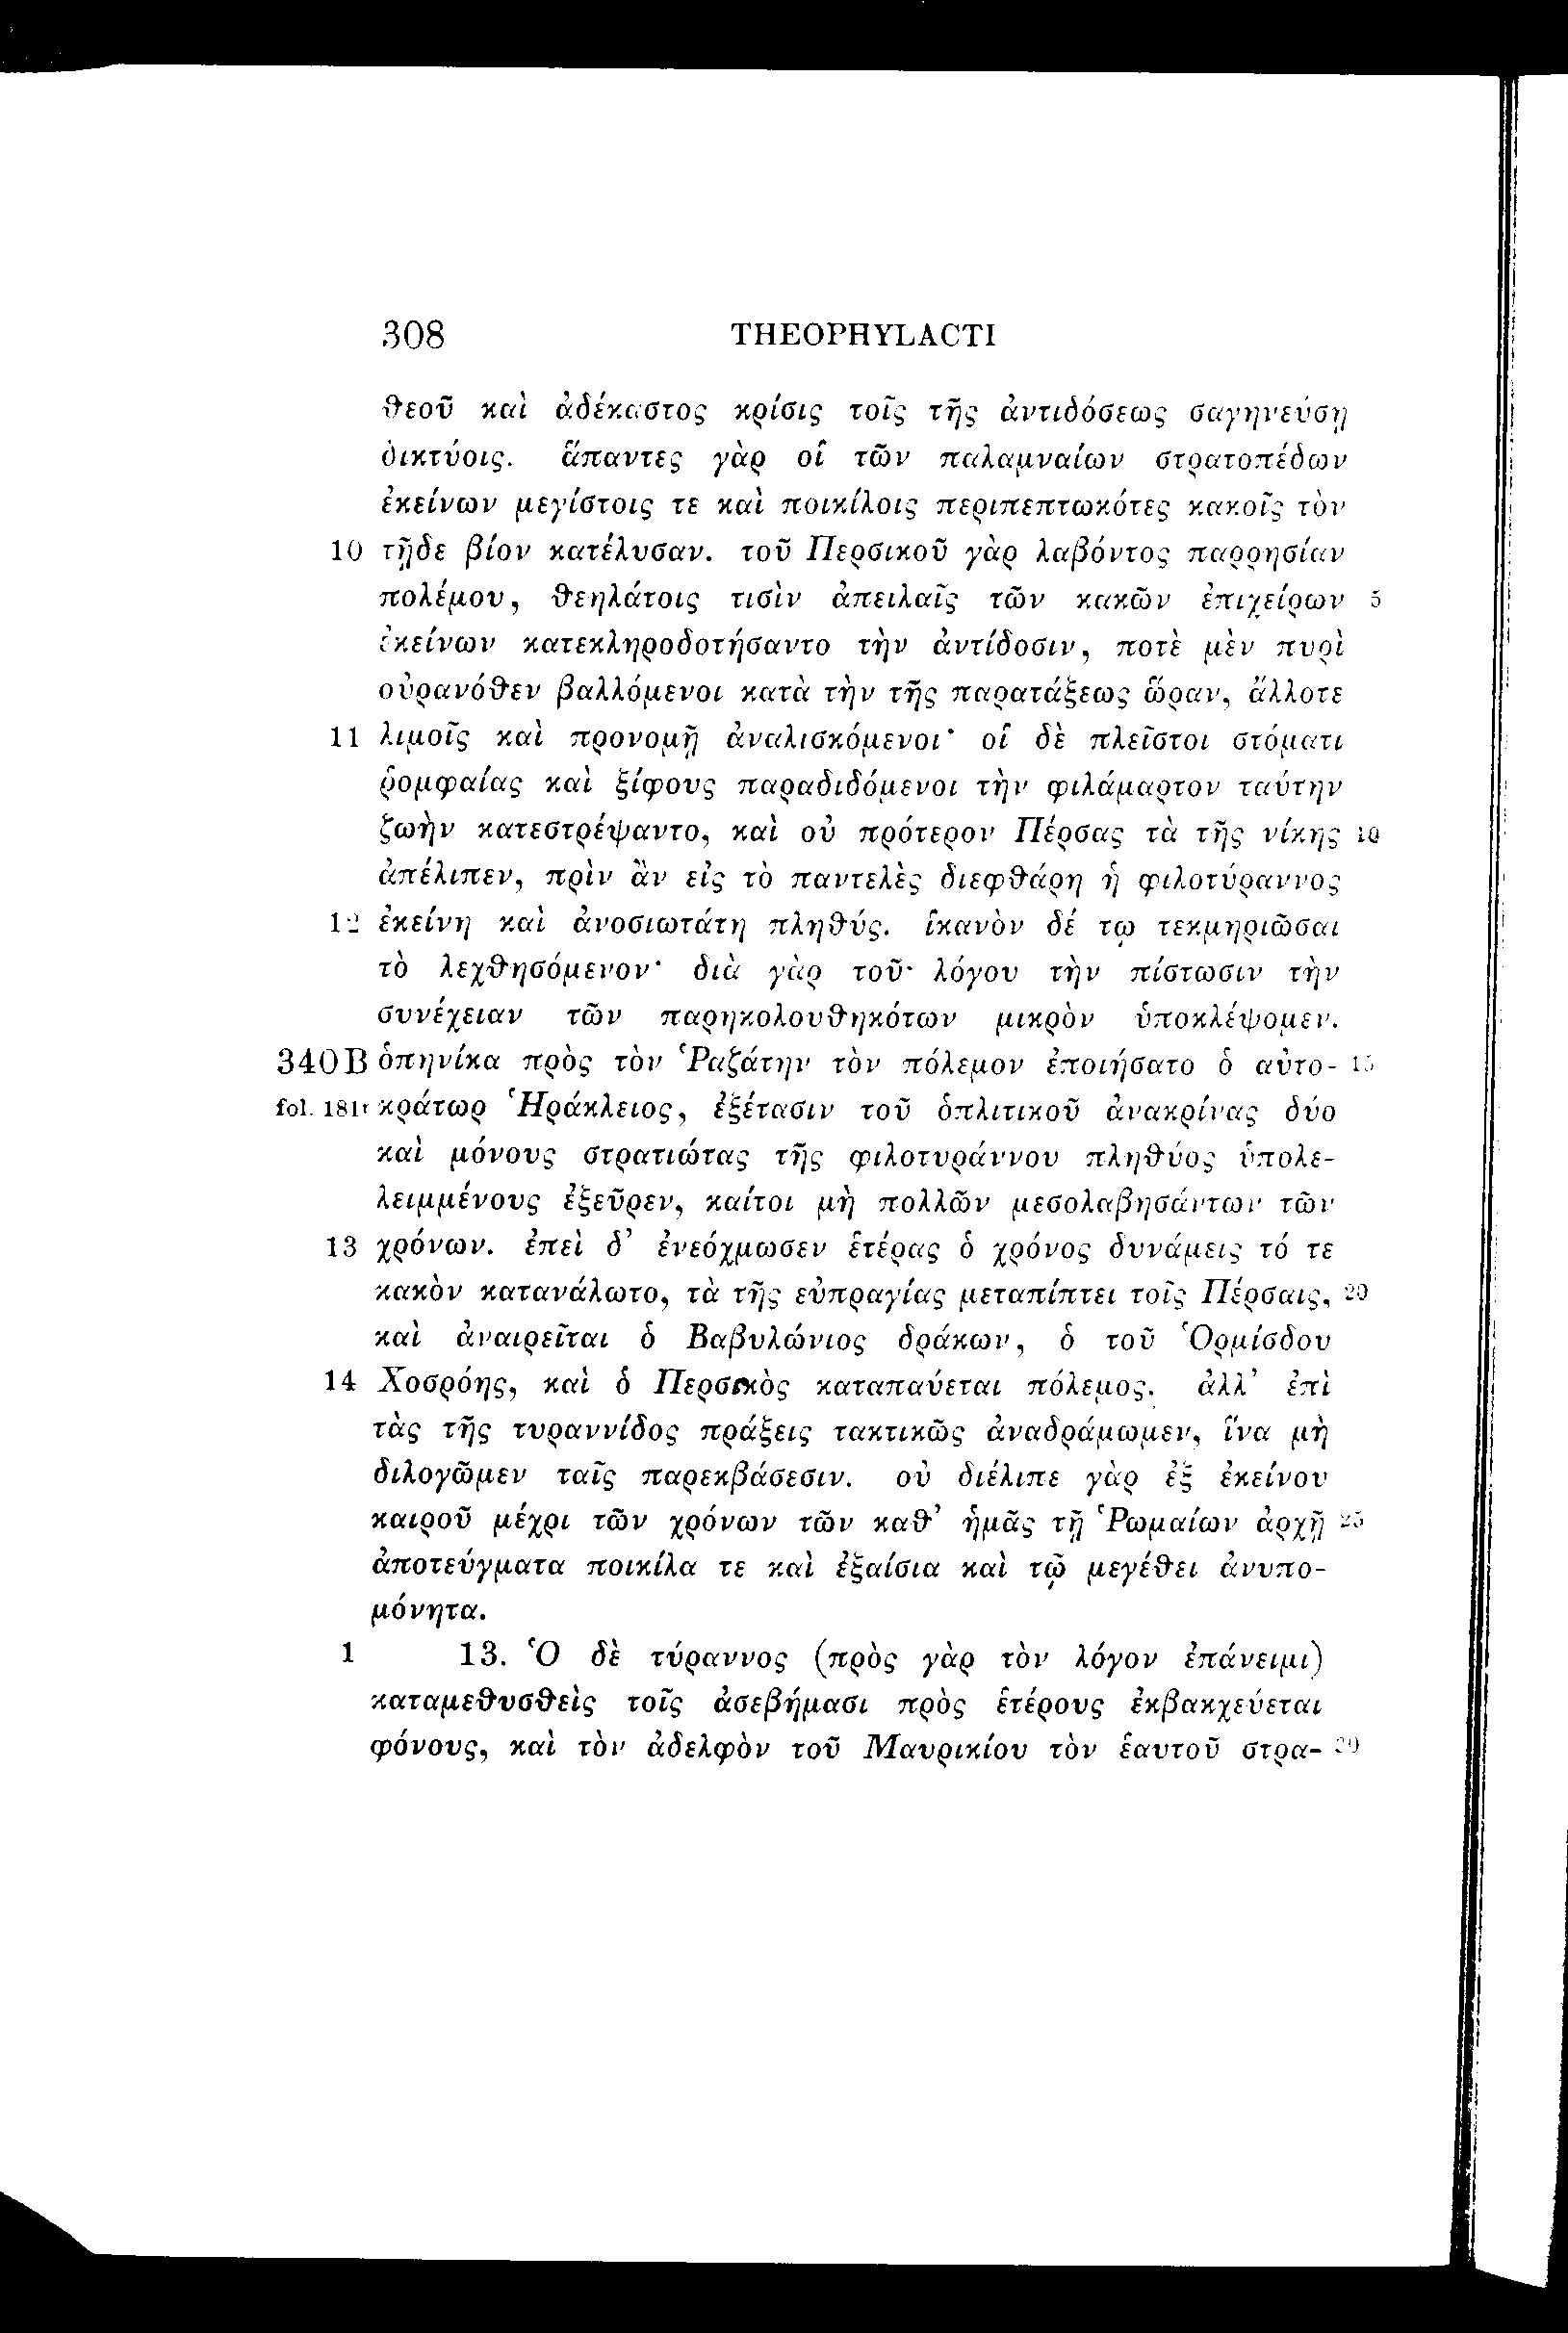 308 THEOPHYLACTI
θεοῦ καὶ ἀδέκαστος κρίσις τοῖς τῆς ἀντιδόσεως σαγηνεύσῃ
δικτύοις. ἅπαντες γὰρ οἱ τῶν παλαμναίων στρατοπέδων
ἐκείνων μεγίστοις τε καὶ ποικίλοις περιπεπτωκότες κακοῖς τὸν
10 τῇδε βίον κατέλυσαν. τοῦ Περσικοῦ γὰρ λαβόντος παρρησίαν
πολέμου, θεηλάτοις τισὶν ἀπειλαῖς τῶν κακῶν ἐπιχείρων 5
ἐκείνων κατεκληροδοτήσαντο τὴν ἀντίδοσιν, ποτὲ μὲν πυρὶ
οὐρανόθεν βαλλόμενοι κατὰ τὴν τῆς παρατάξεως ὥραν, ἄλλοτε
11 λιμοῖς καὶ προνομῇ ἀναλισκόμενοι· οἱ δὲ πλεῖστοι στόματι
ῥομφαίας καὶ ξίφους παραδιδόμενοι τὴν φιλάμαρτον ταύτην
ζωὴν κατεστρέψαντο, καὶ οὐ πρότερον Πέρσας τὰ τῆς νίκης 10
ἀπέλιπεν, πρὶν ἂν εἰς τὸ παντελὲς διεφθάρη ἡ φιλοτύραννος
12 ἐκείνη καὶ ἀνοσιωτάτη πληθύς. ἱκανὸν δέ τῳ τεκμηριῶσαι
τὸ λεχθησόμενον· διὰ γὰρ τοῦ λόγου τὴν πίστωσιν τὴν
συνέχειαν τῶν παρηκολουθηκότων μικρὸν ὑποκλέψομεν.
340B ὁπηνίκα πρὸς τὸν Ῥαζάτην τὸν πόλεμον ἐποιήσατο ὁ αὐτο- 15
fol. 181r κράτωρ Ἡράκλειος, ἐξέτασιν τοῦ ὁπλιτικοῦ ἀνακρίνας δύο
καὶ μόνους στρατιώτας τῆς φιλοτυράννου πληθύος ὑπολε-
λειμμένους ἐξεῦρεν, καίτοι μὴ πολλῶν μεσολαβησάντων τῶν
13 χρόνων. ἐπεὶ δ’ ἐνεόχμωσεν ἑτέρας ὁ χρόνος δυνάμεις τό τε
κακὸν κατανάλωτο, τὰ τῆς εὐπραγίας μεταπίπτει τοῖς Πέρσαις, 20
καὶ ἀναιρεῖται ὁ Βαβυλώνιος δράκων, ὁ τοῦ Ὁρμίσδου
14 Χοσρόης, καὶ ὁ Περσικὸς καταπαύεται πόλεμος. ἀλλ’ ἐπὶ
τὰς τῆς τυραννίδος πράξεις τακτικῶς ἀναδράμωμεν, ἵνα μὴ
διλογῶμεν ταῖς παρεκβάσεσιν. οὐ διέλιπε γὰρ ἐξ ἐκείνου
καιροῦ μέχρι τῶν χρόνων τῶν καθ’ ἡμᾶς τῇ Ῥωμαίων ἀρχῇ 25
ἀποτεύγματα ποικίλα τε καὶ ἐξαίσια καὶ τῷ μεγέθει ἀνυπο-
μόνητα.
1 13. Ὁ δὲ τύραννος (πρὸς γὰρ τὸν λόγον ἐπάνειμι)
καταμεθυσθεὶς τοῖς ἀσεβήμασι πρὸς ἑτέρους ἐκβακχεύεται
φόνους, καὶ τὸν ἀδελφὸν τοῦ Μαυρικίου τὸν ἑαυτοῦ στρα- 30